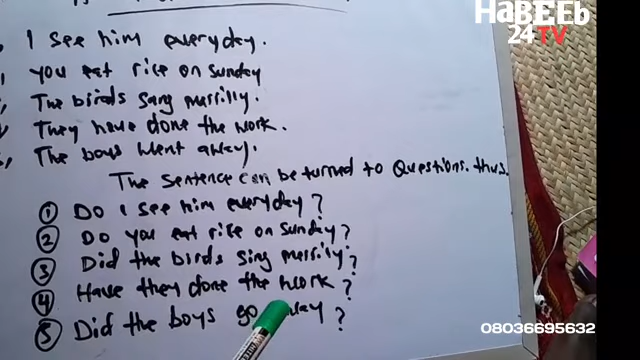 HaBEEb
24TV
I see him everyday.
You eat rice on Sunday
The birds sang merrilly.
They have done the work.
The boys went away.
The sentence can be turned to Questions. thus.
① Do I see him everyday?
② Do you eat rice on Sunday?
③ Did the birds sing merrily?
④ Have they done the work?
⑤ Did the boys go away?
08036695632